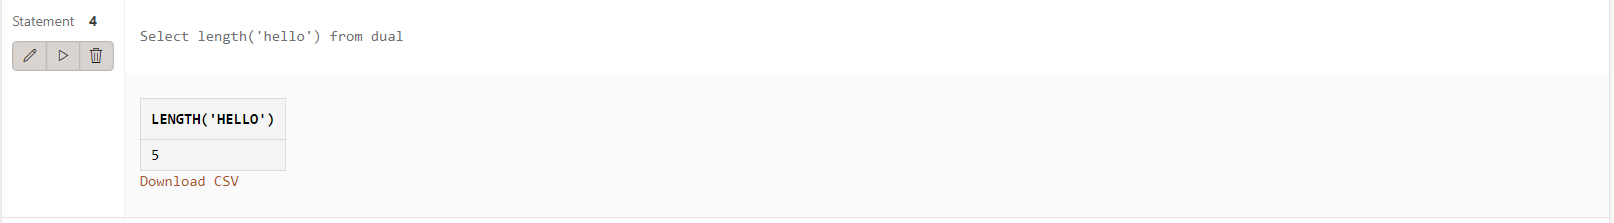 Statement 4
Select length('hello') from dual
LENGTH('HELLO')
5
Download CSV